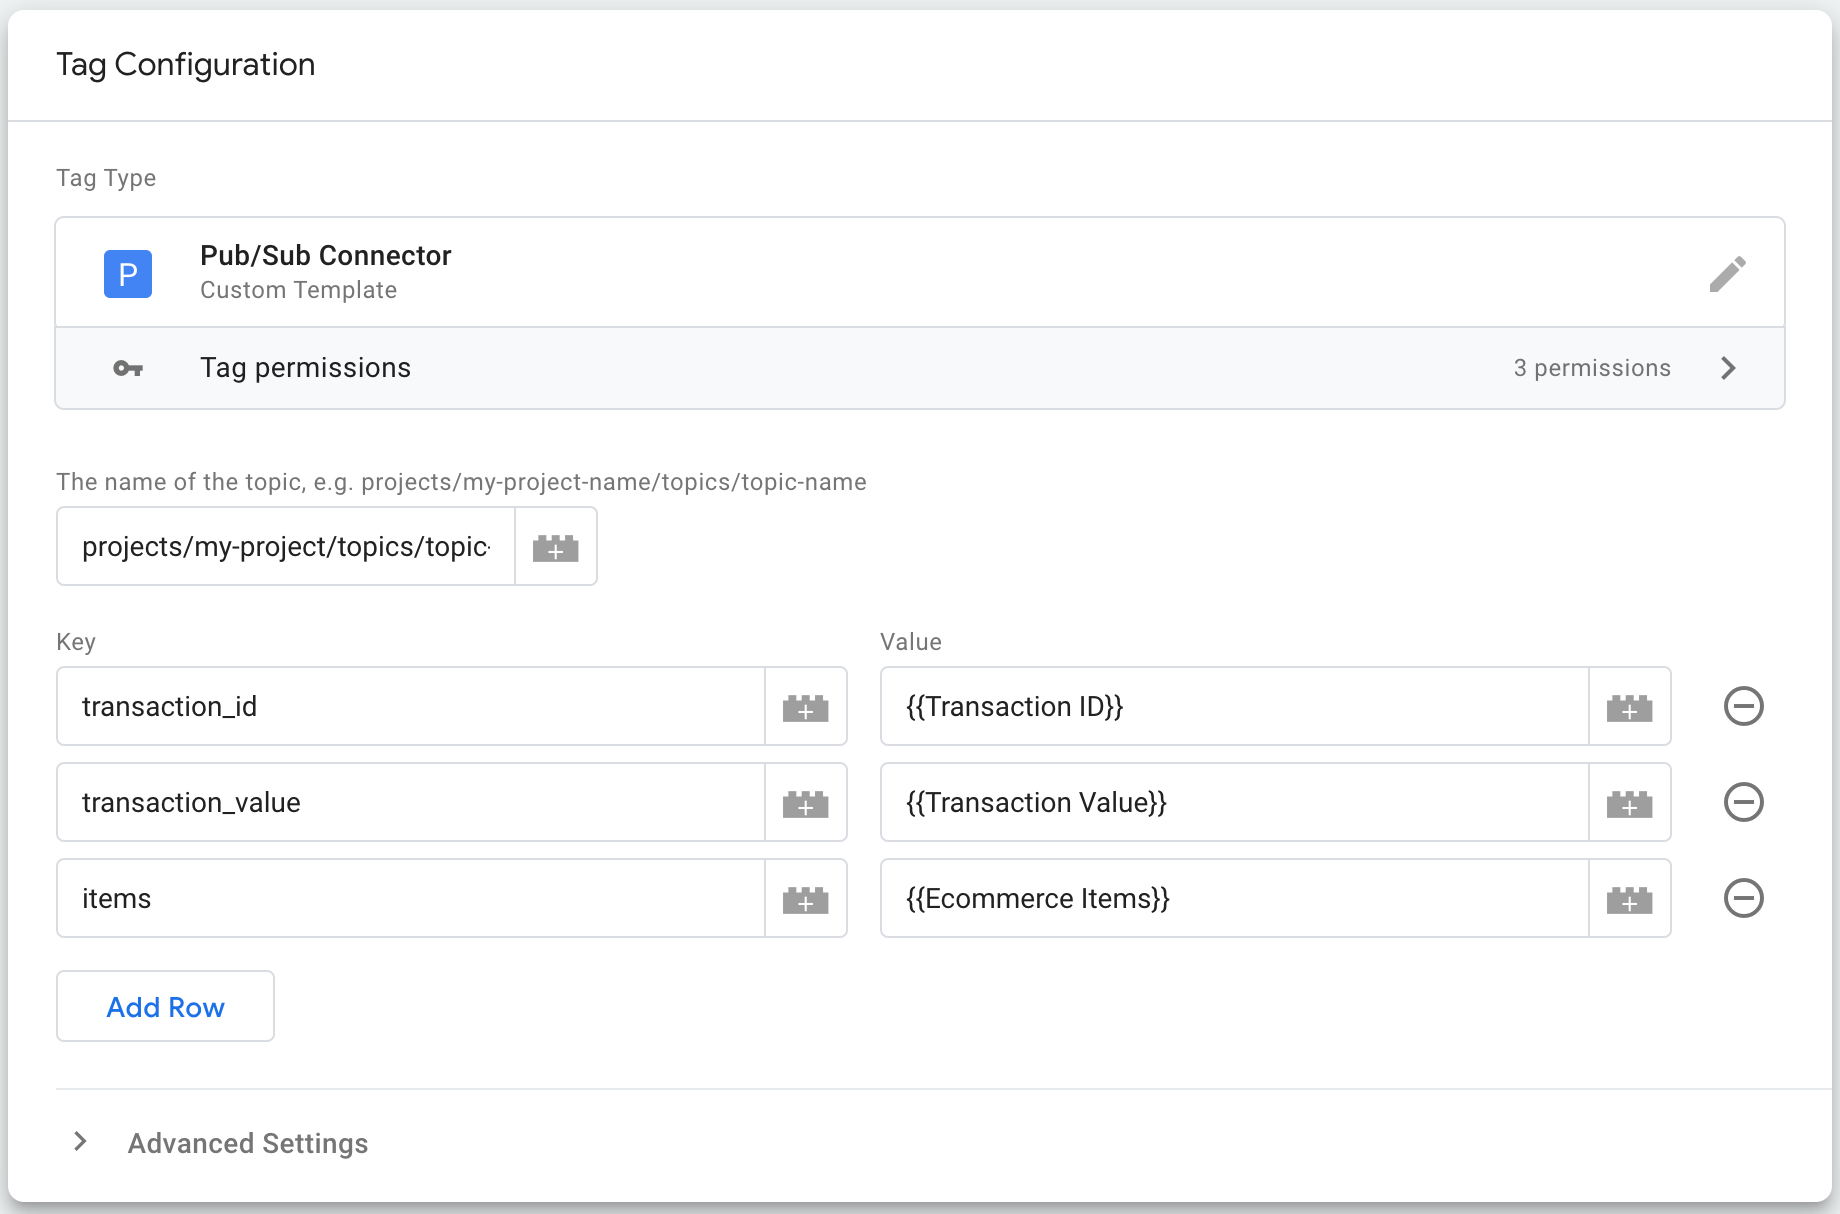 Tag Configuration
Tag Type
P
Pub/Sub Connector
Custom Template
Tag permissions
3 permissions
The name of the topic, e.g. projects/my-project-name/topics/topic-name
projects/my-project/topics/topic-
Key
Value
transaction_id
{{Transaction ID}}
transaction_value
{{Transaction Value}}
items
{{Ecommerce Items}}
Add Row
Advanced Settings